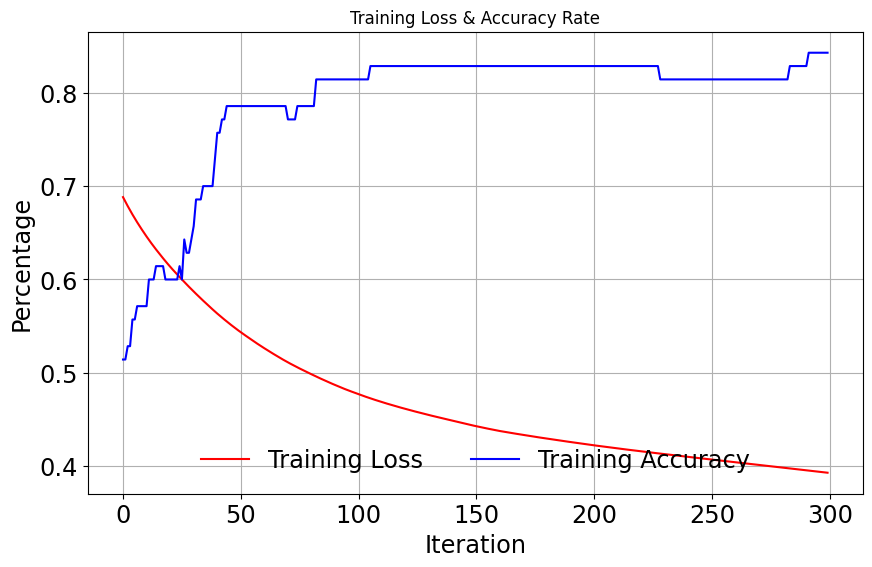 Training Loss & Accuracy Rate
Percentage
0.8
0.7
0.6
0.5
0.4
Training Loss
Training Accuracy
0 50 100 150 200 250 300
Iteration